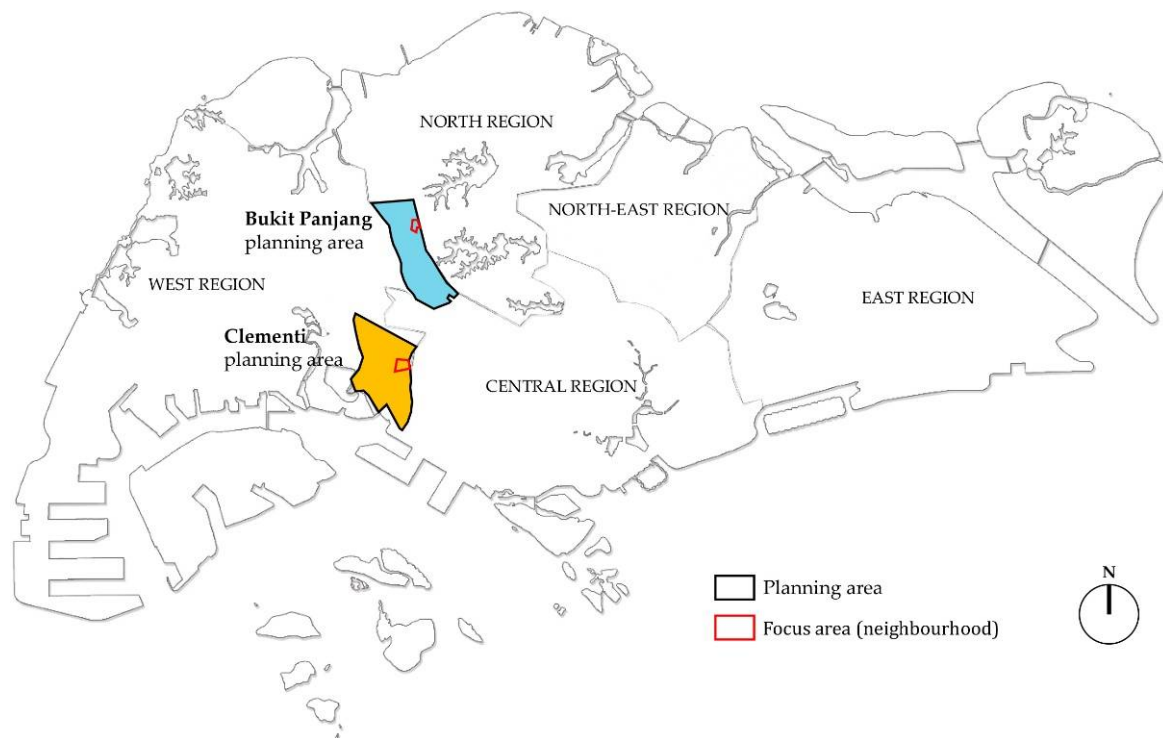 NORTH REGION
Bukit Panjang
planning area
NORTH-EAST REGION
WEST REGION
EAST REGION
Clementi
planning area
CENTRAL REGION
N
Planning area
Focus area (neighbourhood)